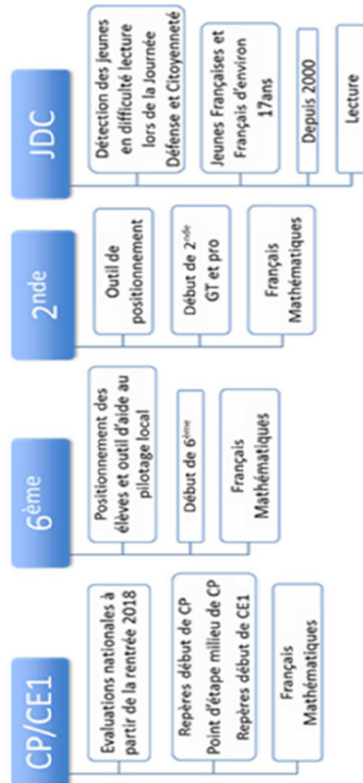 CP/CE1
Evaluations nationales à
partir de la rentrée 2018
Repères début de CP
Point d'étape milieu de CP
Repères début de CE1
Français
Mathématiques
6ème
Positionnement des
élèves et outil d'aide au
pilotage local
Début de 6ème
Français
Mathématiques
2nde
Outil de
positionnement
Début de 2nde
GT et pro
Français
Mathématiques
JDC
Détection des jeunes
en difficulté lecture
lors de la Journée
Défense et Citoyenneté
Jeunes Françaises et
Français d'environ
17ans
Depuis 2000
Lecture